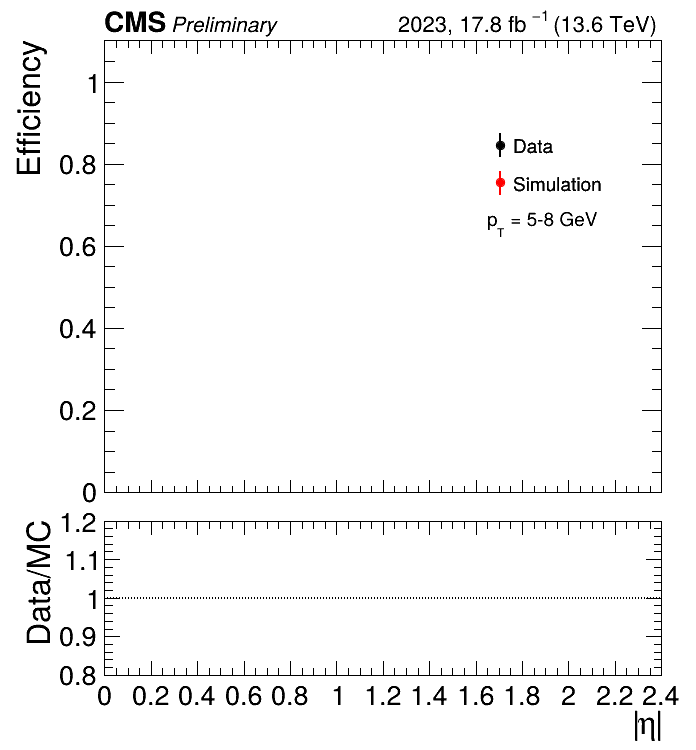 CMS Preliminary 2023, 17.8 fb⁻¹ (13.6 TeV)
Efficiency
1
0.8
0.6
0.4
0.2
0
Data
Simulation
pT = 5-8 GeV
Data/MC
1.2
1.1
1
0.9
0.8
0 0.2 0.4 0.6 0.8 1 1.2 1.4 1.6 1.8 2 2.2 2.4
|η|